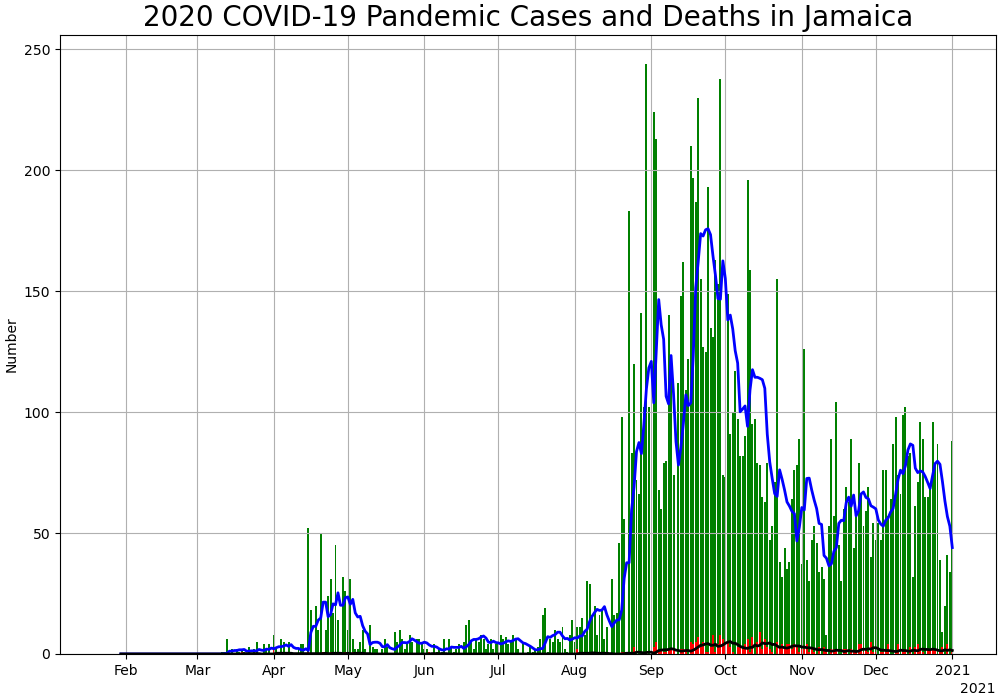 2020 COVID-19 Pandemic Cases and Deaths in Jamaica
250
200
150
100
50
0
Number
Feb Mar Apr May Jun Jul Aug Sep Oct Nov Dec 2021
2021